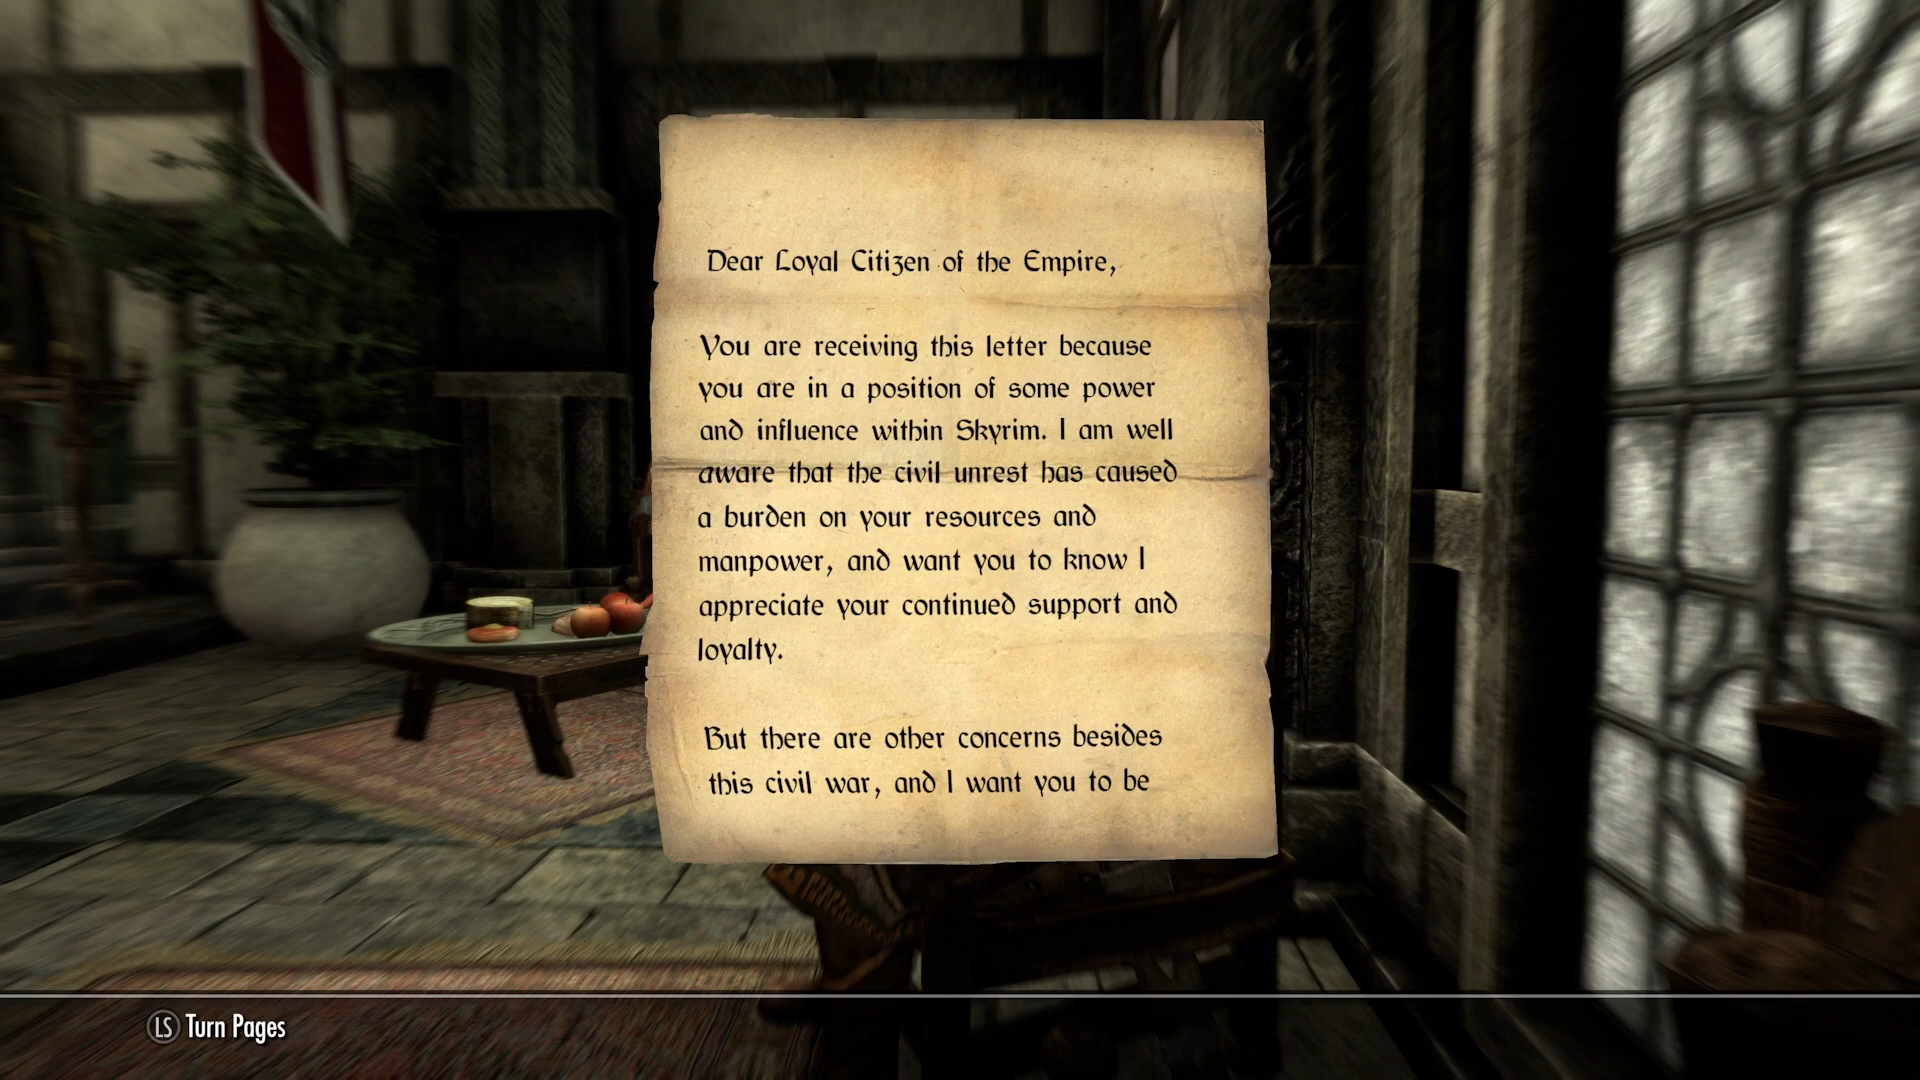 Dear Loyal Citizen of the Empire,
You are receiving this letter because
you are in a position of some power
and influence within Skyrim. I am well
aware that the civil unrest has caused
a burden on your resources and
manpower, and want you to know I
appreciate your continued support and
loyalty.
But there are other concerns besides
this civil war, and I want you to be
LS Turn Pages